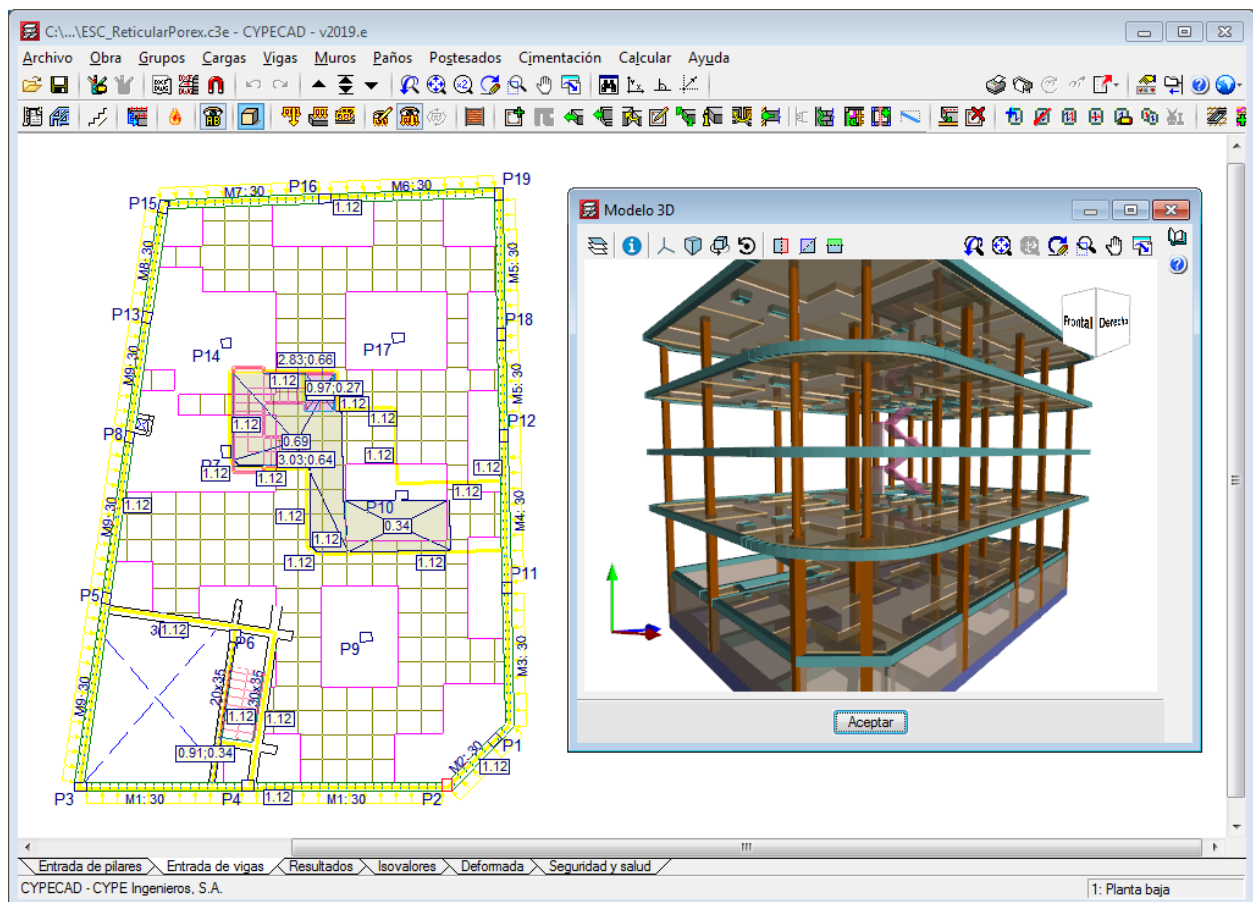 C:\...\ESC_ReticularPorex.c3e - CYPECAD - v2019.e
Archivo Obra Grupos Cargas Vigas Muros Paños Postesados Cimentación Calcular Ayuda
P15 M7: 30 P16 M6: 30 P19
1.12
M8: 30 M5: 30
P13 P18
P14 P17
2.83;0.66
M9: 30 1.12 0.97;0.27 M5: 30
1.12
1.12 1.12 P12
P8 0.69
3.03;0.64 1.12
P7 1.12 1.12 1.12
1.12
M9: 30 1.12 P10 M4: 30
1.12 0.34
1.12
1.12 1.12
P11
P5
1.12
P6 P9
M3: 30
M9: 30 20x35 30x35
1.12 1.12
0.91;0.34 M2: 30 P1
1.12
P3 M1: 30 P4 1.12 M1: 30 P2
Modelo 3D
Frontal Derecha
Aceptar
Entrada de pilares Entrada de vigas Resultados Isovalores Deformada Seguridad y salud
CYPECAD - CYPE Ingenieros, S.A. 1: Planta baja